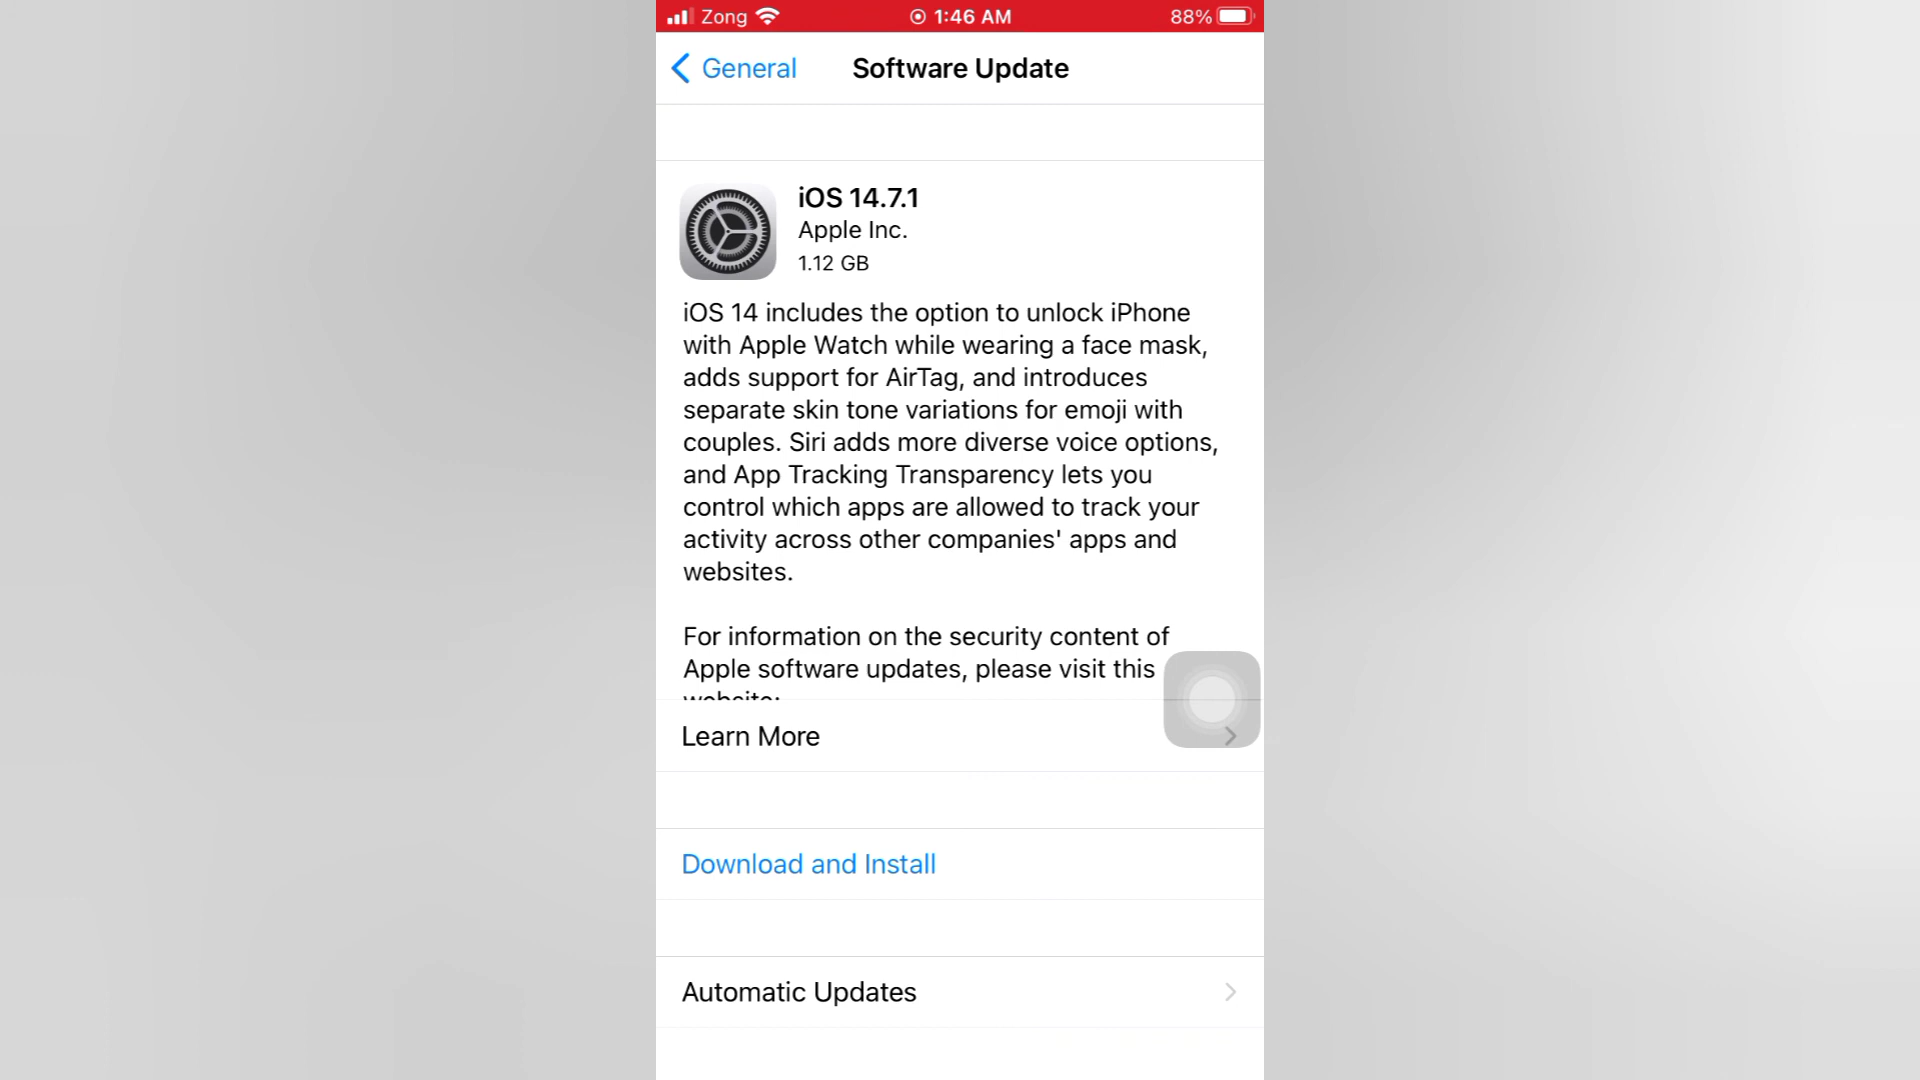 Zong 1:46 AM 88%
General Software Update
iOS 14.7.1
Apple Inc.
1.12 GB
iOS 14 includes the option to unlock iPhone
with Apple Watch while wearing a face mask,
adds support for AirTag, and introduces
separate skin tone variations for emoji with
couples. Siri adds more diverse voice options,
and App Tracking Transparency lets you
control which apps are allowed to track your
activity across other companies' apps and
websites.
For information on the security content of
Apple software updates, please visit this
website:
Learn More
Download and Install
Automatic Updates